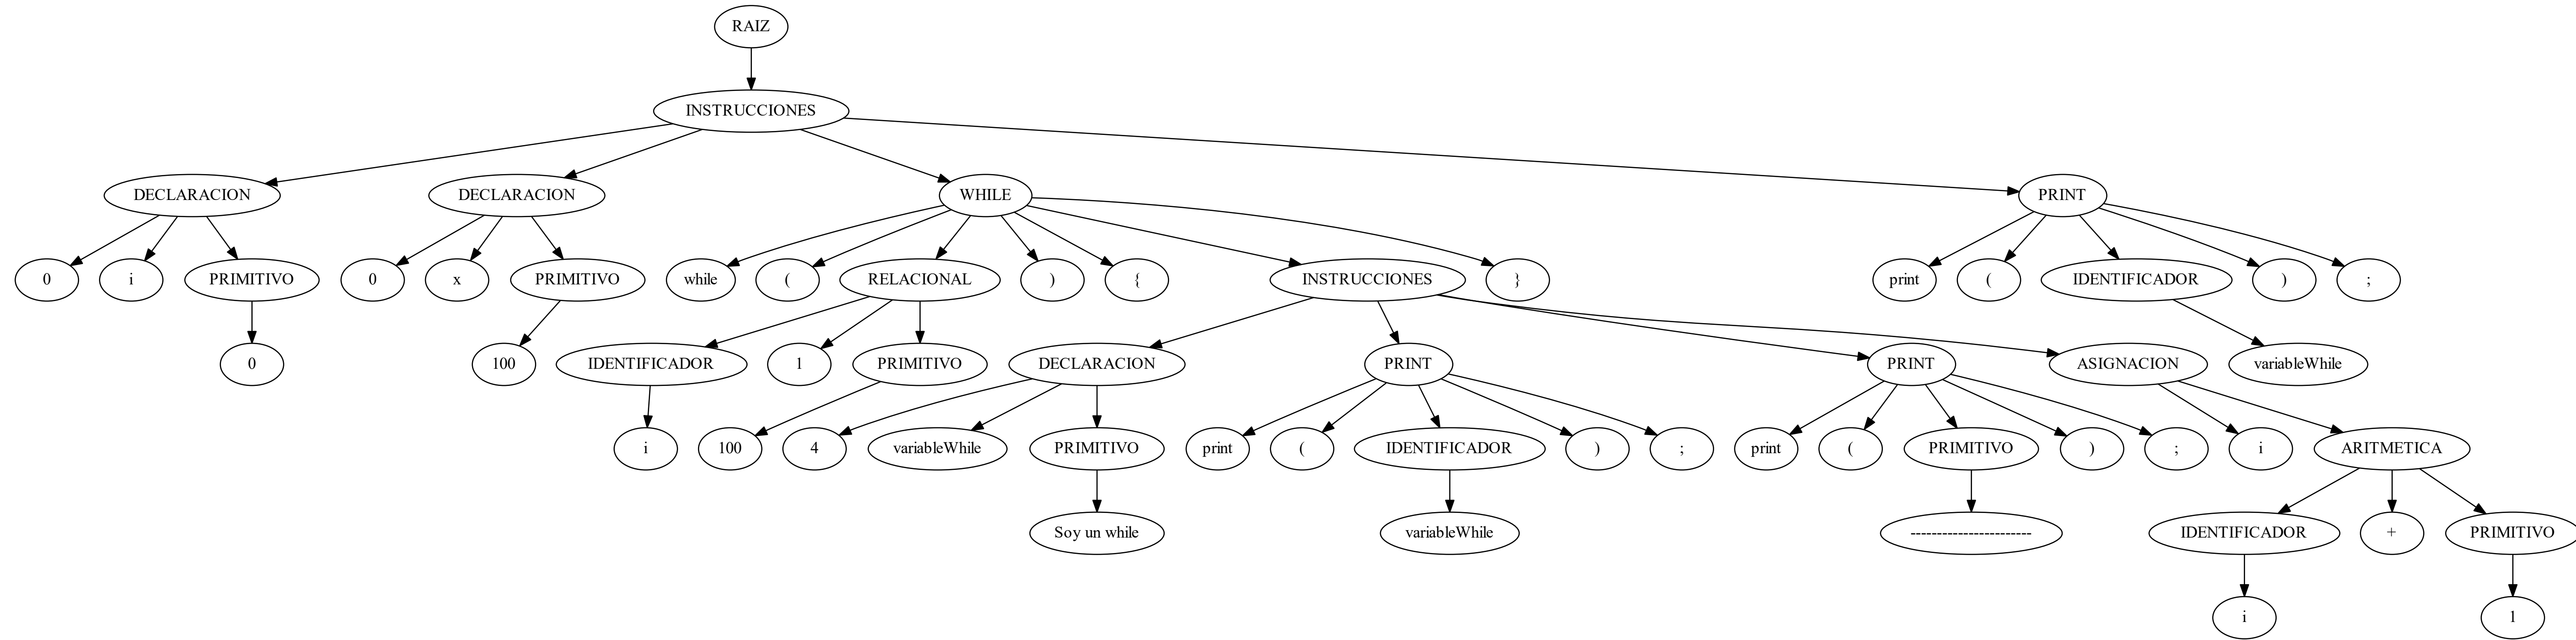 RAIZ
INSTRUCCIONES
DECLARACION
DECLARACION
WHILE
PRINT
0
i
PRIMITIVO
0
x
PRIMITIVO
while
(
RELACIONAL
)
{
INSTRUCCIONES
}
print
(
IDENTIFICADOR
)
;
0
100
IDENTIFICADOR
1
PRIMITIVO
DECLARACION
PRINT
PRINT
ASIGNACION
variableWhile
i
100
4
variableWhile
PRIMITIVO
print
(
IDENTIFICADOR
)
;
print
(
PRIMITIVO
)
;
i
ARITMETICA
Soy un while
variableWhile
------------------------
IDENTIFICADOR
+
PRIMITIVO
i
1